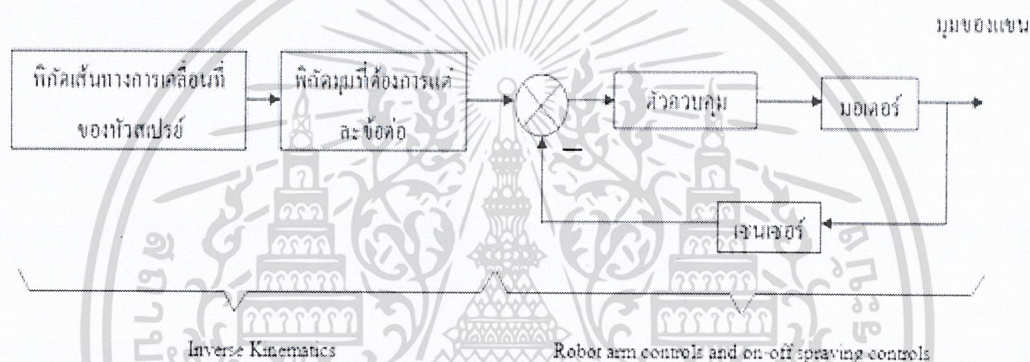 มุมของแขน
พิกัดเส้นทางการเคลื่อนที่
ของหัวสเปรย์
พิกัดมุมที่ต้องการแต่
ละข้อต่อ
ตัวควบคุม
มอเตอร์
เซนเซอร์
Inverse Kinematics
Robot arm controls and on-off spraying controls